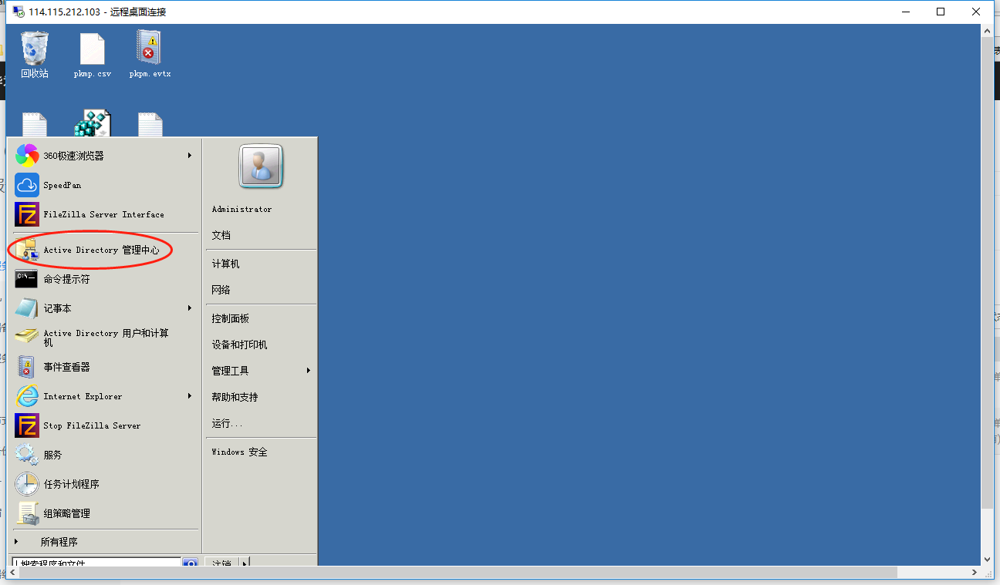 114.115.212.103 - 远程桌面连接
回收站
pkmp.csv
pkpm.evtx
360极速浏览器
SpeedPan
FileZilla Server Interface
Active Directory 管理中心
C:\
命令提示符
记事本
Active Directory 用户和计算
机
事件查看器
Internet Explorer
Stop FileZilla Server
服务
任务计划程序
组策略管理
所有程序
搜索程序和文件
Administrator
文档
计算机
网络
控制面板
设备和打印机
管理工具
帮助和支持
运行...
Windows 安全
注销